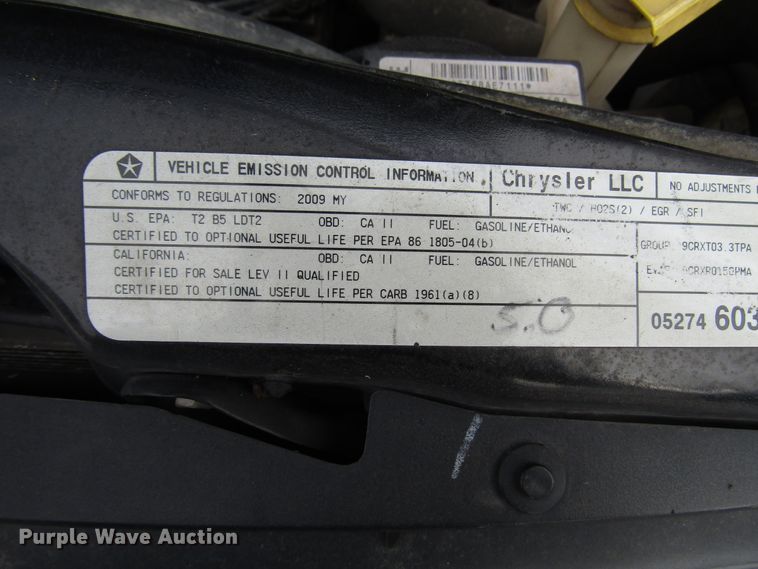 VEHICLE EMISSION CONTROL INFORMATION
Chrysler LLC
NO ADJUSTMENTS
CONFORMS TO REGULATIONS: 2009 MY
TWC / HO2S(2) / EGR / SFI
U.S. EPA: T2 B5 LDT2 OBD: CA II FUEL: GASOLINE/ETHANOL
CERTIFIED TO OPTIONAL USEFUL LIFE PER EPA 86 1805-04(b)
CALIFORNIA: OBD: CA II FUEL: GASOLINE/ETHANOL
CERTIFIED FOR SALE LEV II QUALIFIED
CERTIFIED TO OPTIONAL USEFUL LIFE PER CARB 1961(a)(8)
GROUP: 9CRXT03.3TPA
5.0
05274 603
Purple Wave Auction